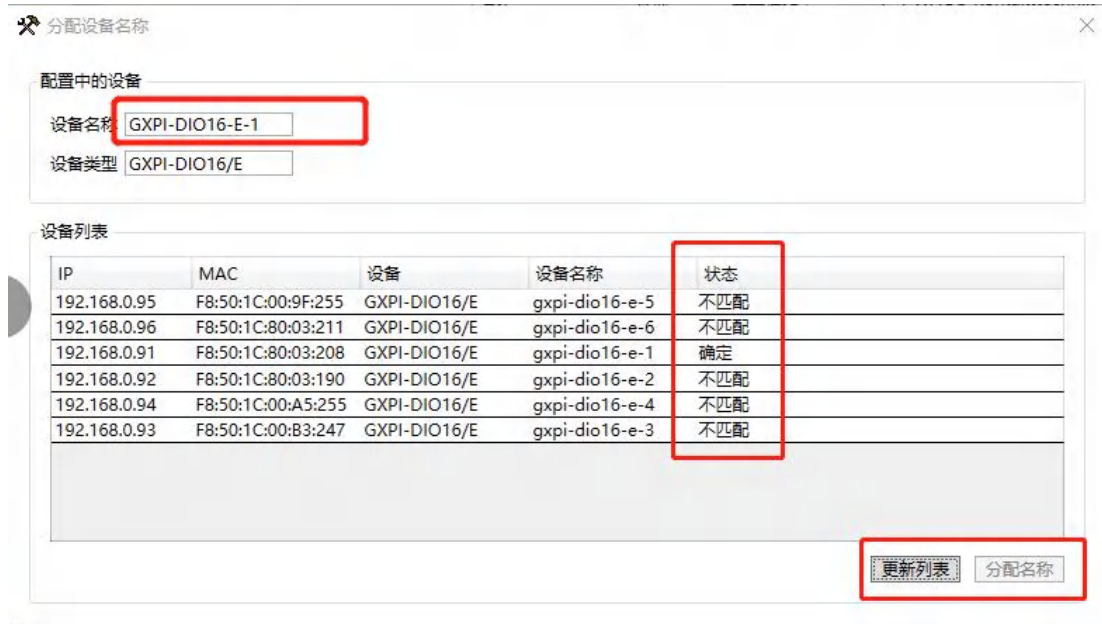 分配设备名称
配置中的设备
设备名称 GXPI-DIO16-E-1
设备类型 GXPI-DIO16/E
设备列表
IP MAC 设备 设备名称 状态
192.168.0.95 F8:50:1C:00:9F:255 GXPI-DIO16/E gxpi-dio16-e-5 不匹配
192.168.0.96 F8:50:1C:80:03:211 GXPI-DIO16/E gxpi-dio16-e-6 不匹配
192.168.0.91 F8:50:1C:80:03:208 GXPI-DIO16/E gxpi-dio16-e-1 确定
192.168.0.92 F8:50:1C:80:03:190 GXPI-DIO16/E gxpi-dio16-e-2 不匹配
192.168.0.94 F8:50:1C:00:A5:255 GXPI-DIO16/E gxpi-dio16-e-4 不匹配
192.168.0.93 F8:50:1C:00:B3:247 GXPI-DIO16/E gxpi-dio16-e-3 不匹配
更新列表 分配名称